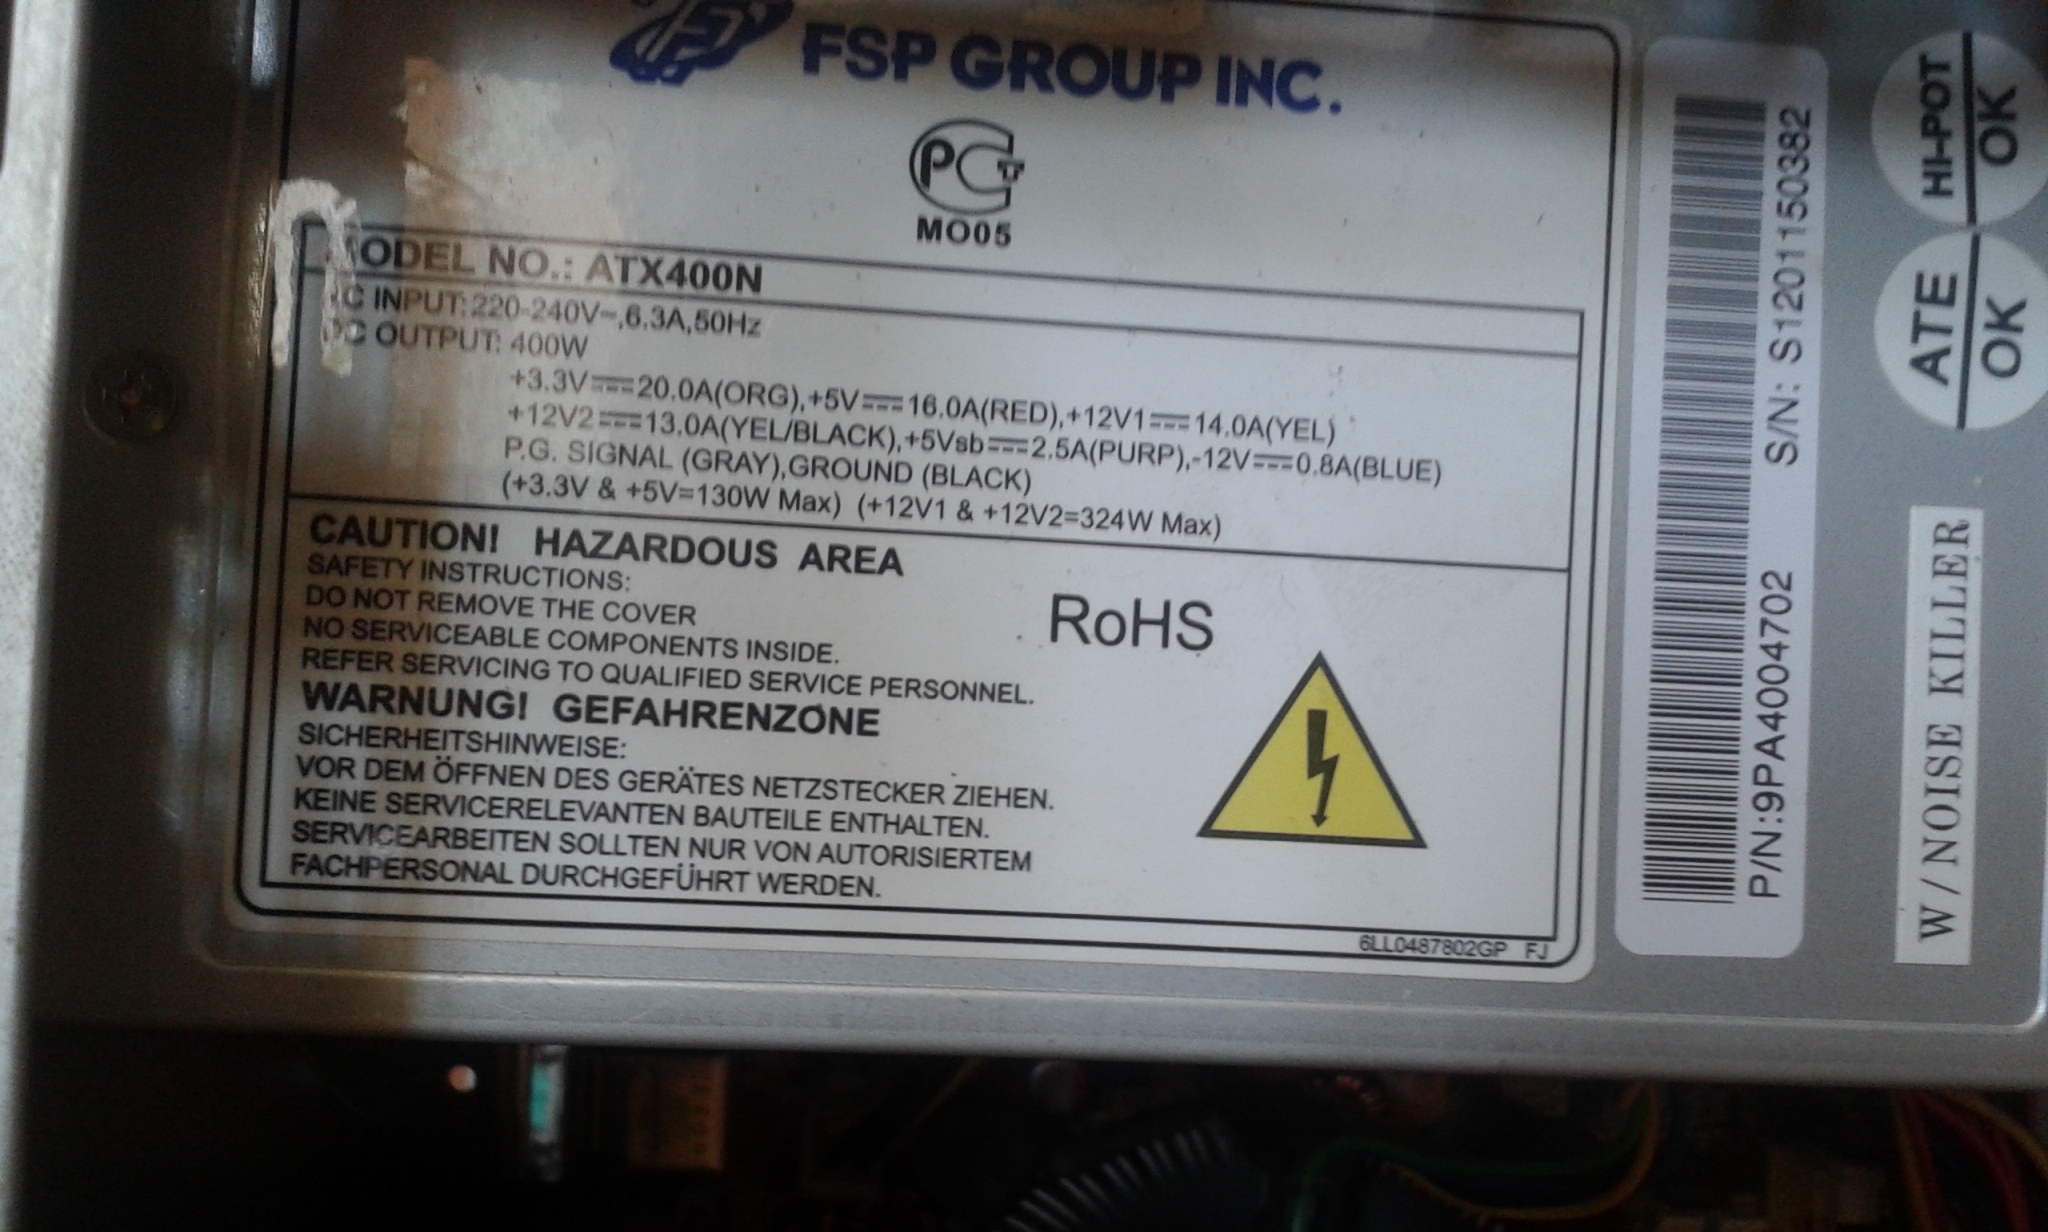 FSP GROUP INC.
PCT
MO05
MODEL NO.: ATX400N
AC INPUT: 220-240V~,6.3A,50Hz
DC OUTPUT: 400W
+3.3V⎓20.0A(ORG),+5V⎓16.0A(RED),+12V1⎓14.0A(YEL)
+12V2⎓13.0A(YEL/BLACK),+5Vsb⎓2.5A(PURP),-12V⎓0.8A(BLUE)
P.G. SIGNAL (GRAY),GROUND (BLACK)
(+3.3V & +5V=130W Max) (+12V1 & +12V2=324W Max)
CAUTION! HAZARDOUS AREA
SAFETY INSTRUCTIONS:
DO NOT REMOVE THE COVER
NO SERVICEABLE COMPONENTS INSIDE.
REFER SERVICING TO QUALIFIED SERVICE PERSONNEL.
RoHS
WARNUNG! GEFAHRENZONE
SICHERHEITSHINWEISE:
VOR DEM ÖFFNEN DES GERÄTES NETZSTECKER ZIEHEN.
KEINE SERVICERELEVANTEN BAUTEILE ENTHALTEN.
SERVICEARBEITEN SOLLTEN NUR VON AUTORISIERTEM
FACHPERSONAL DURCHGEFÜHRT WERDEN.
6LL0487802GP FJ
P/N:9PA4004702 S/N: S1201150382
HI-POT
OK
ATE
OK
W/NOISE KILLER